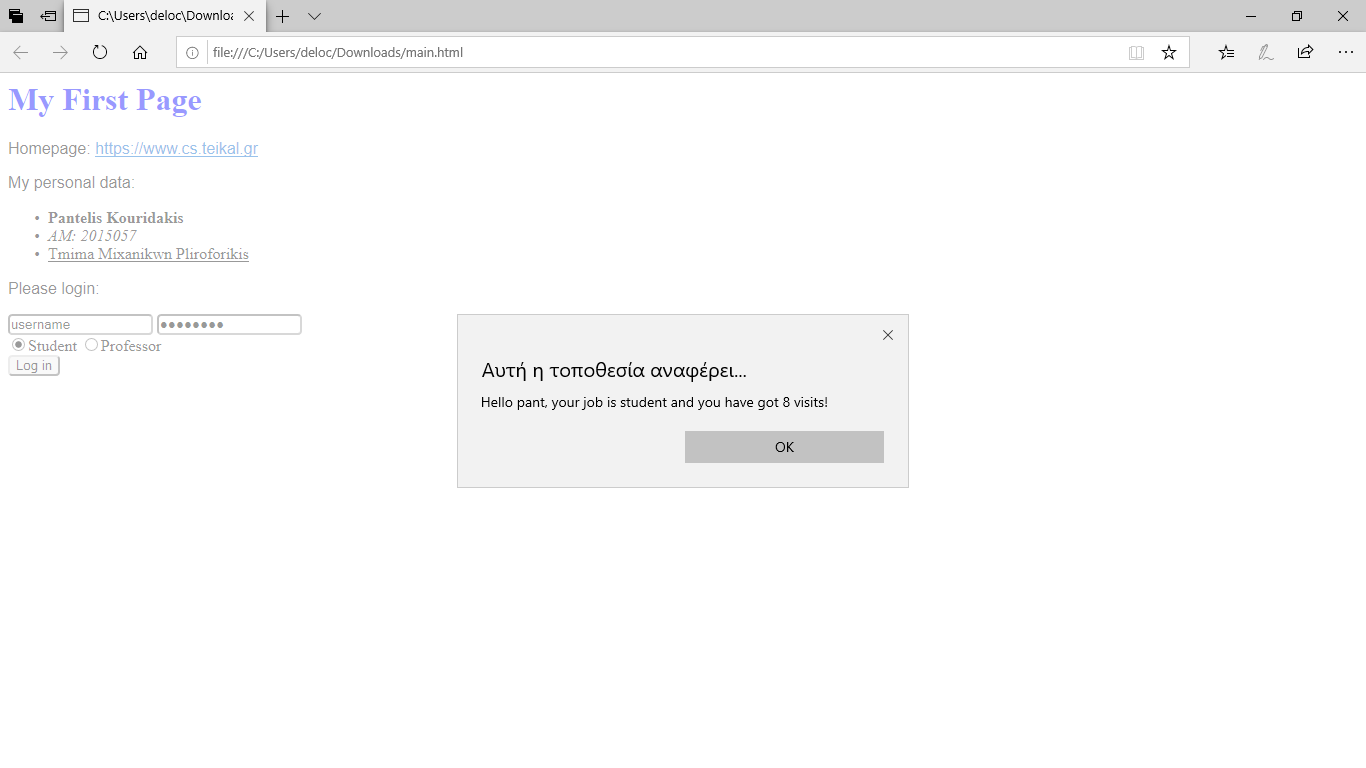 C:\Users\deloc\Downloa
file:///C:/Users/deloc/Downloads/main.html
My First Page
Homepage: https://www.cs.teikal.gr
My personal data:
• Pantelis Kouridakis
• AM: 2015057
• Tmima Mixanikwn Pliroforikis
Please login:
username ••••••••
Student Professor
Log in
Αυτή η τοποθεσία αναφέρει...
Hello pant, your job is student and you have got 8 visits!
OK